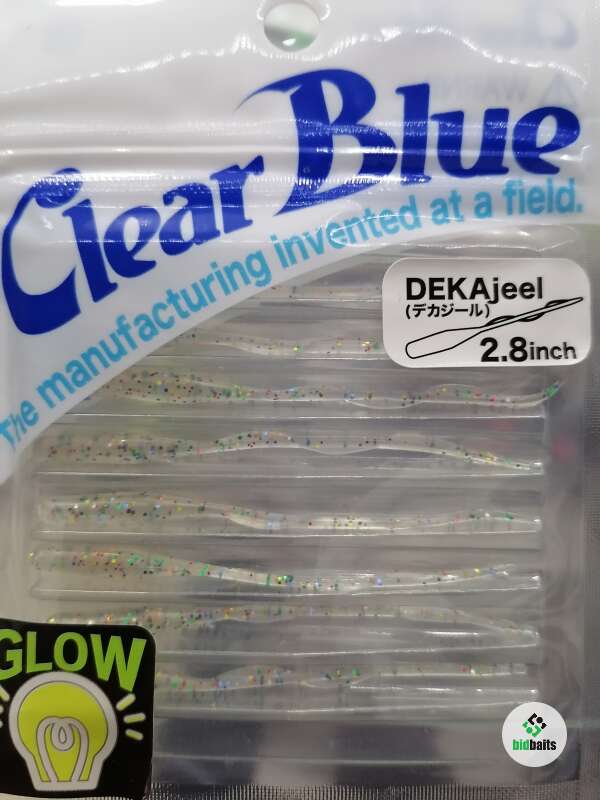 Clear Blue
The manufacturing invented at a field.
DEKAjeel
(デカジール)
2.8inch
GLOW
bidbaits